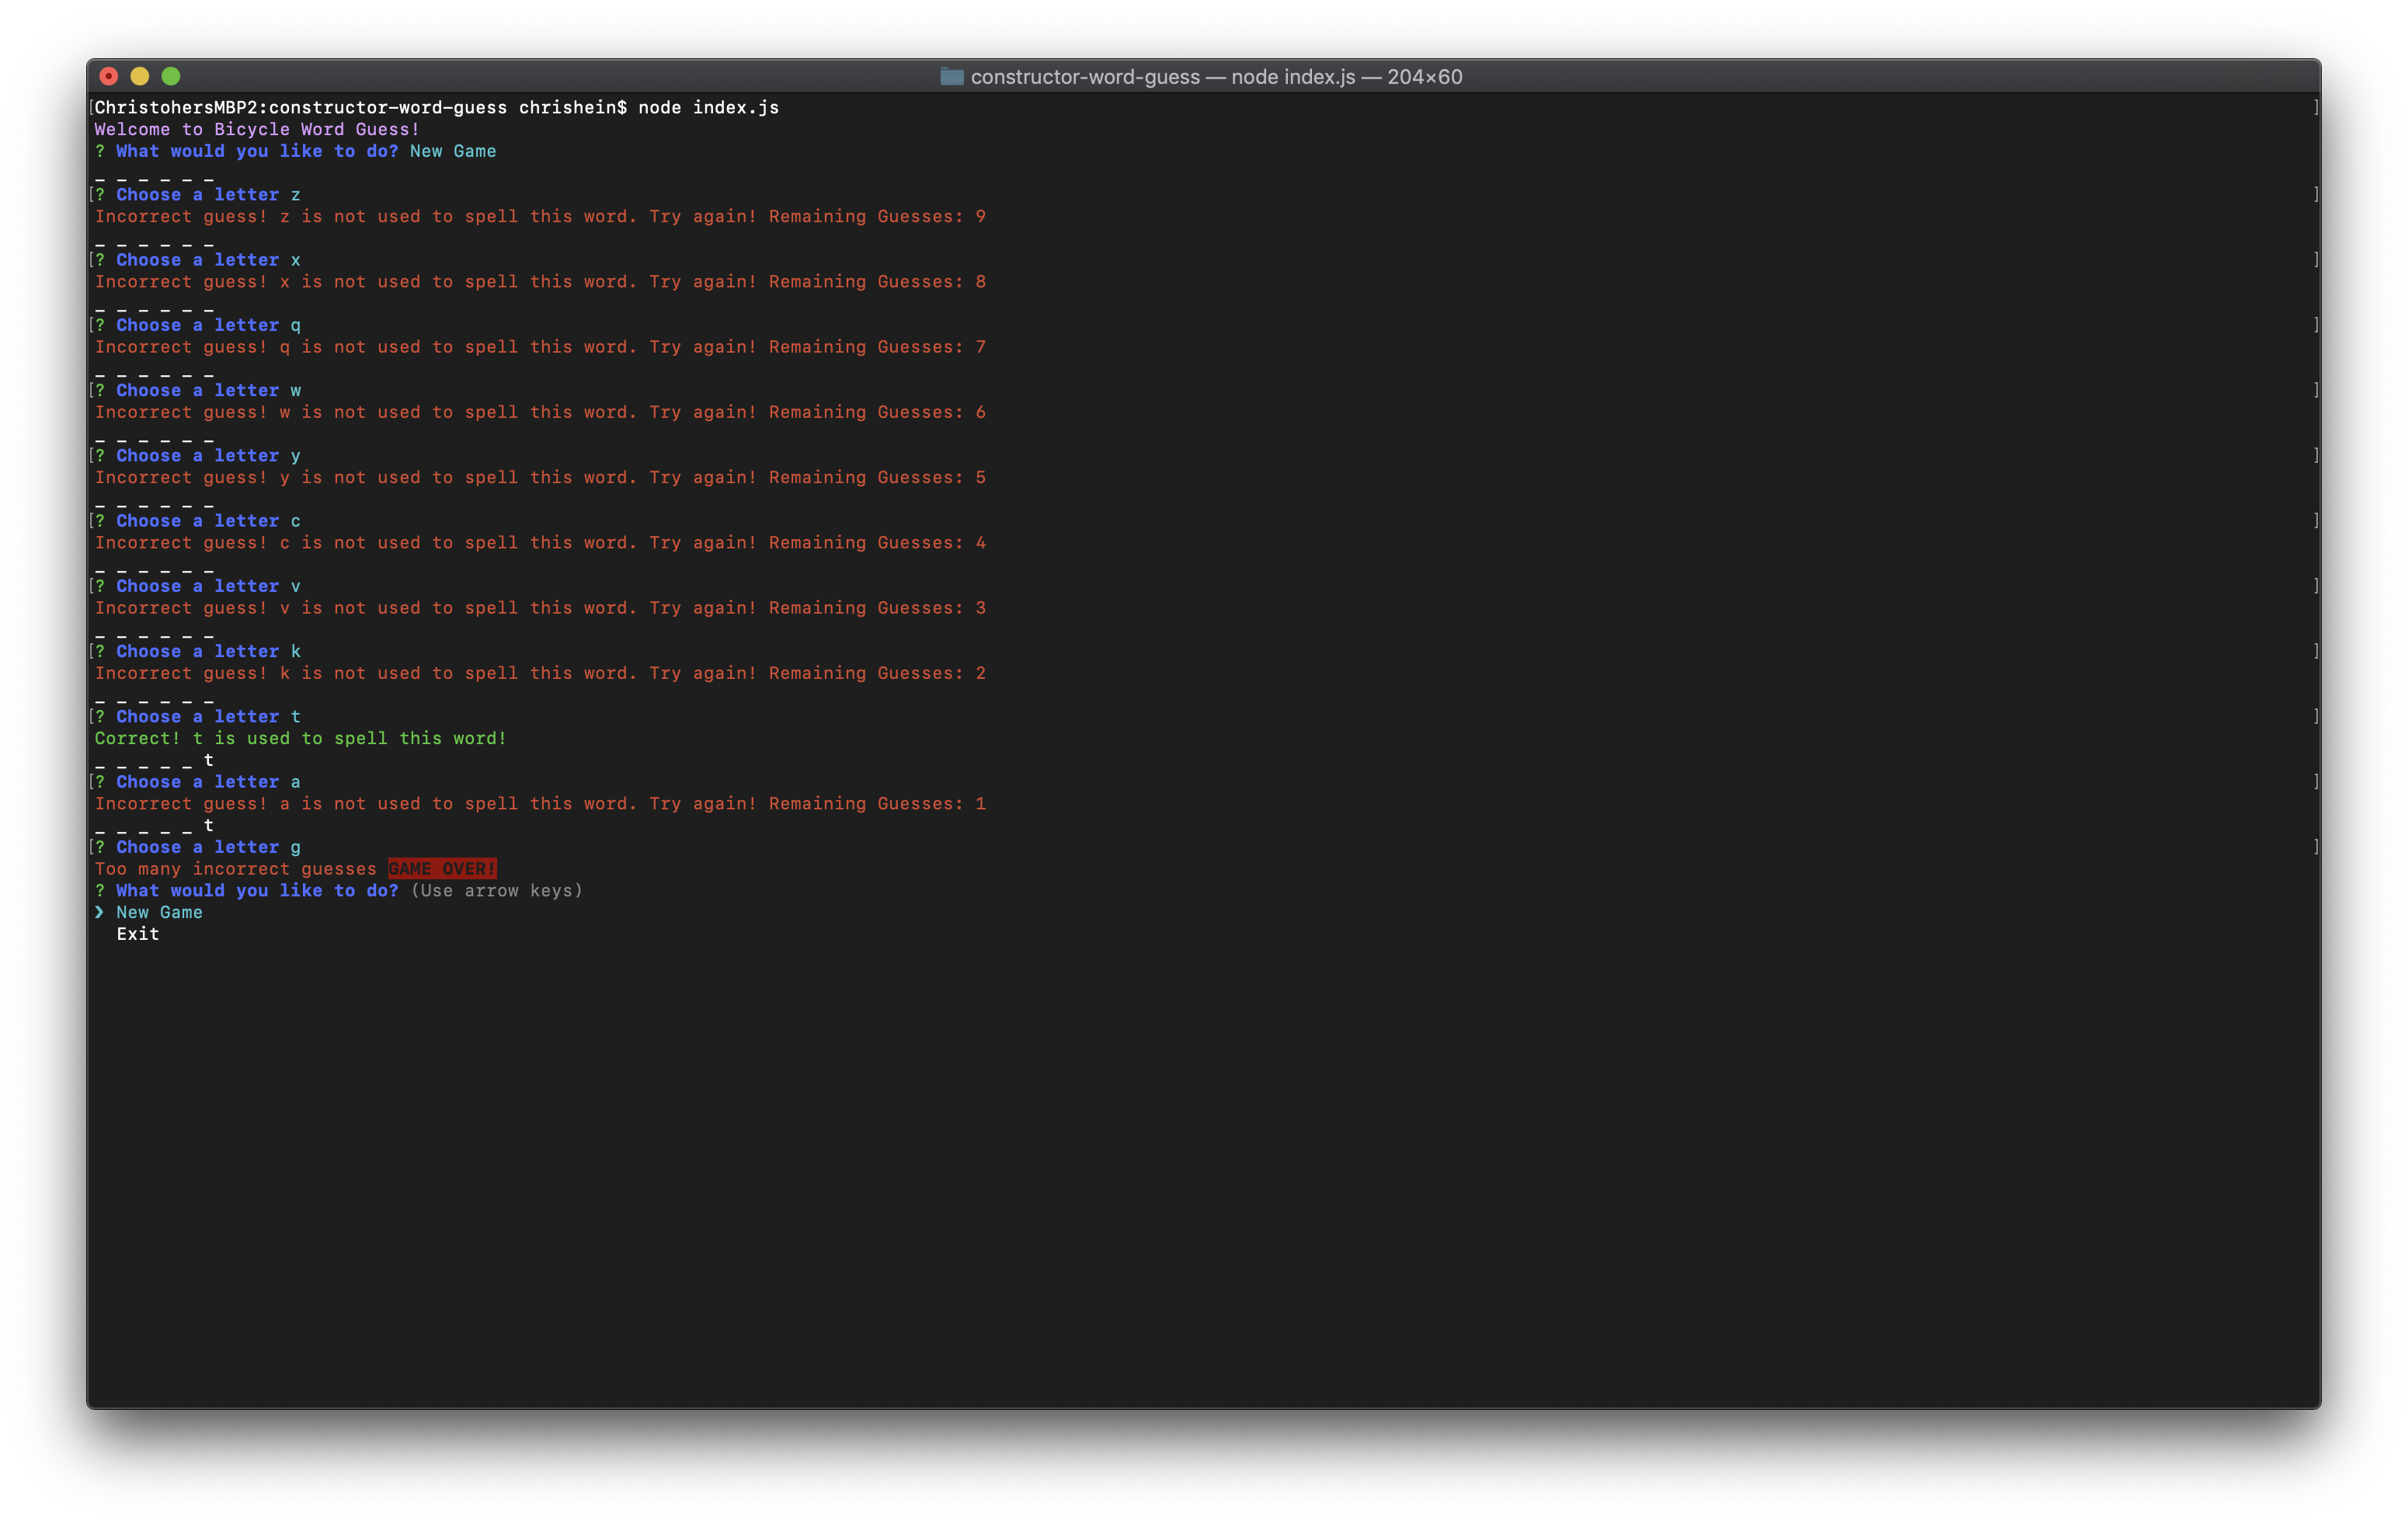 constructor-word-guess — node index.js — 204×60
[ChristohersMBP2:constructor-word-guess chrishein$ node index.js ]
Welcome to Bicycle Word Guess!
? What would you like to do? New Game
_ _ _ _ _ _
[? Choose a letter z ]
Incorrect guess! z is not used to spell this word. Try again! Remaining Guesses: 9
_ _ _ _ _ _
[? Choose a letter x ]
Incorrect guess! x is not used to spell this word. Try again! Remaining Guesses: 8
_ _ _ _ _ _
[? Choose a letter q ]
Incorrect guess! q is not used to spell this word. Try again! Remaining Guesses: 7
_ _ _ _ _ _
[? Choose a letter w ]
Incorrect guess! w is not used to spell this word. Try again! Remaining Guesses: 6
_ _ _ _ _ _
[? Choose a letter y ]
Incorrect guess! y is not used to spell this word. Try again! Remaining Guesses: 5
_ _ _ _ _ _
[? Choose a letter c ]
Incorrect guess! c is not used to spell this word. Try again! Remaining Guesses: 4
_ _ _ _ _ _
[? Choose a letter v ]
Incorrect guess! v is not used to spell this word. Try again! Remaining Guesses: 3
_ _ _ _ _ _
[? Choose a letter k ]
Incorrect guess! k is not used to spell this word. Try again! Remaining Guesses: 2
_ _ _ _ _ _
[? Choose a letter t ]
Correct! t is used to spell this word!
_ _ _ _ _ t
[? Choose a letter a ]
Incorrect guess! a is not used to spell this word. Try again! Remaining Guesses: 1
_ _ _ _ _ t
[? Choose a letter g ]
Too many incorrect guesses GAME OVER!
? What would you like to do? (Use arrow keys)
❯ New Game
Exit